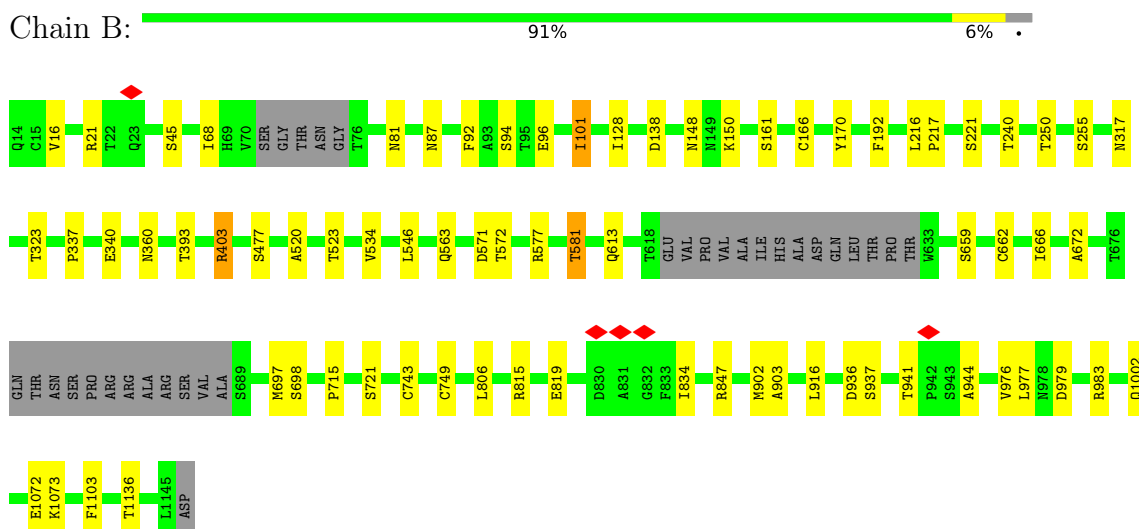 Chain B:
91% 6% •
Q14 C15 V16 R21 T22 Q23 S45 I68 H69 V70 SER GLY THR ASN GLY T76 N81 N87 F92 A93 S94 T95 E96 I101 I128 D138 N148 N149 K150 S161 C166 Y170 F192 L216 P217 S221 T240 T250 S255 N317
T323 P337 E340 N360 T393 R403 S477 A520 T523 V534 L546 Q563 D571 T572 R577 T581 Q613 T618 GLU VAL PRO VAL ALA ILE HIS ALA ASP GLN LEU THR PRO THR W633 S659 C662 I666 A672 T676
GLN THR ASN SER PRO ARG ARG ALA ARG SER VAL ALA S689 M697 S698 P715 S721 C743 C749 L806 R815 E819 D830 A831 G832 F833 I834 R847 M902 A903 L916 D936 S937 T941 P942 S943 A944 V976 L977 N978 D979 R983 Q1002
E1072 K1073 F1103 T1136 L1145 ASP